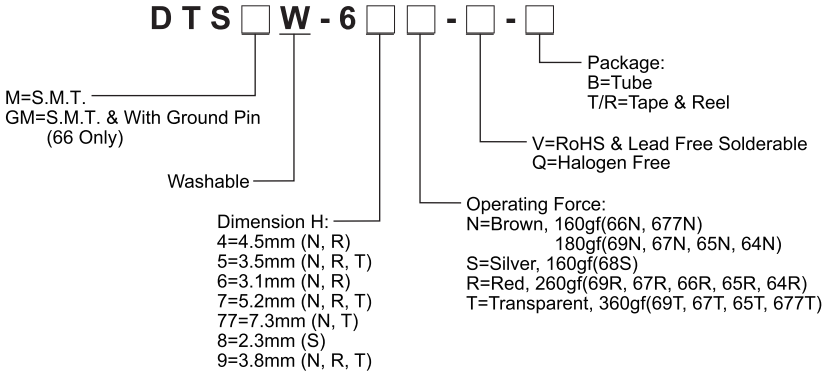 DTS□W-6□□-□-□
M=S.M.T.
GM=S.M.T. & With Ground Pin
(66 Only)
Washable
Dimension H:
4=4.5mm (N, R)
5=3.5mm (N, R, T)
6=3.1mm (N, R)
7=5.2mm (N, R, T)
77=7.3mm (N, T)
8=2.3mm (S)
9=3.8mm (N, R, T)
Package:
B=Tube
T/R=Tape & Reel
V=RoHS & Lead Free Solderable
Q=Halogen Free
Operating Force:
N=Brown, 160gf(66N, 677N)
180gf(69N, 67N, 65N, 64N)
S=Silver, 160gf(68S)
R=Red, 260gf(69R, 67R, 66R, 65R, 64R)
T=Transparent, 360gf(69T, 67T, 65T, 677T)